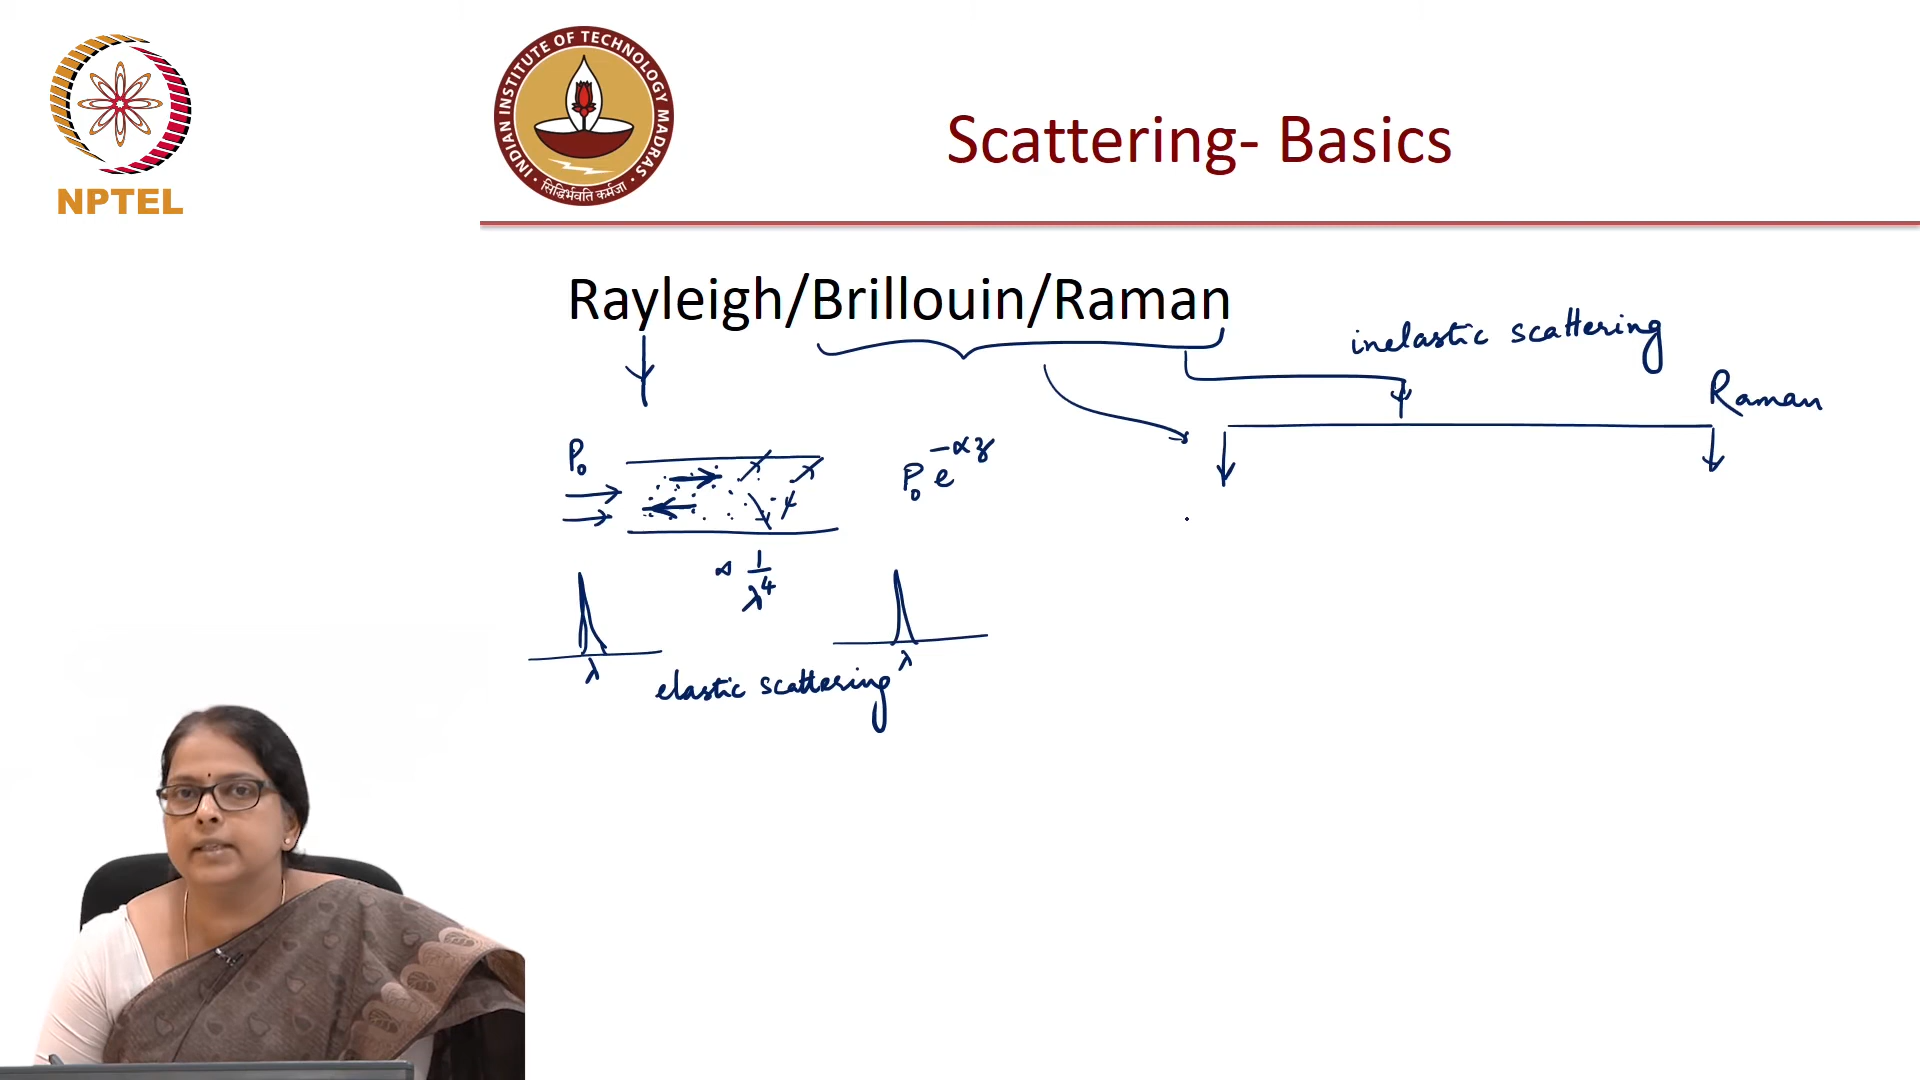 NPTEL
INDIAN INSTITUTE OF TECHNOLOGY MADRAS
सिद्धिर्भवति कर्मजा
Scattering- Basics
Rayleigh/Brillouin/Raman
inelastic scattering
Raman
P₀
P₀ e^{-αz}
∝ 1/λ⁴
λ
λ
elastic scattering